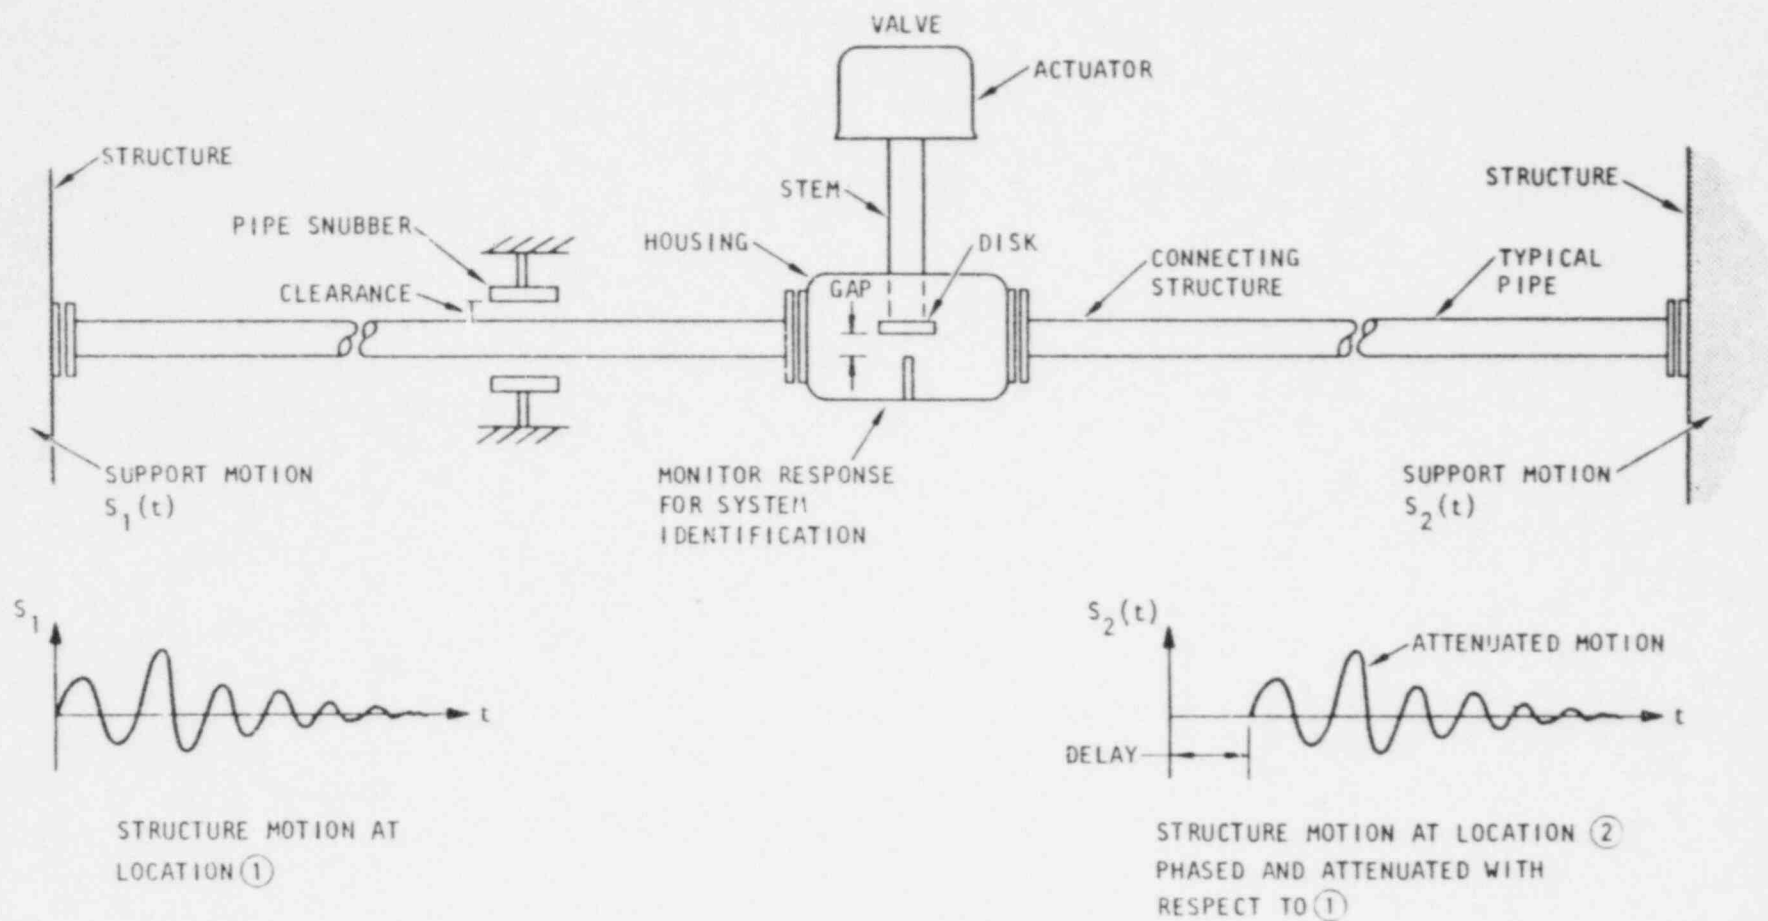 VALVE
ACTUATOR
STRUCTURE
STEM
STRUCTURE
PIPE SNUBBER
HOUSING
DISK
CONNECTING
STRUCTURE
TYPICAL
PIPE
CLEARANCE
GAP
SUPPORT MOTION
S1(t)
MONITOR RESPONSE
FOR SYSTEM
IDENTIFICATION
SUPPORT MOTION
S2(t)
S1
t
S2(t)
ATTENUATED MOTION
t
DELAY
STRUCTURE MOTION AT
LOCATION ①
STRUCTURE MOTION AT LOCATION ②
PHASED AND ATTENUATED WITH
RESPECT TO ①